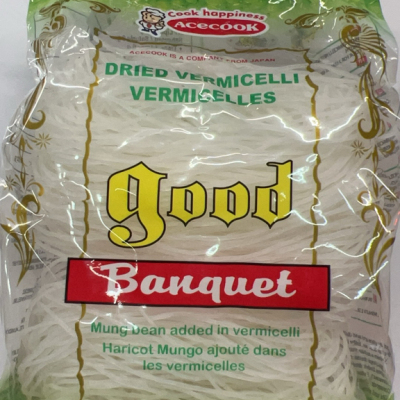 Cook happiness
ACECOOK
ACECOOK IS A COMPANY FROM JAPAN
DRIED VERMICELLI
VERMICELLES
good
Banquet
Mung bean added in vermicelli
Haricot Mungo ajouté dans
les vermicelles